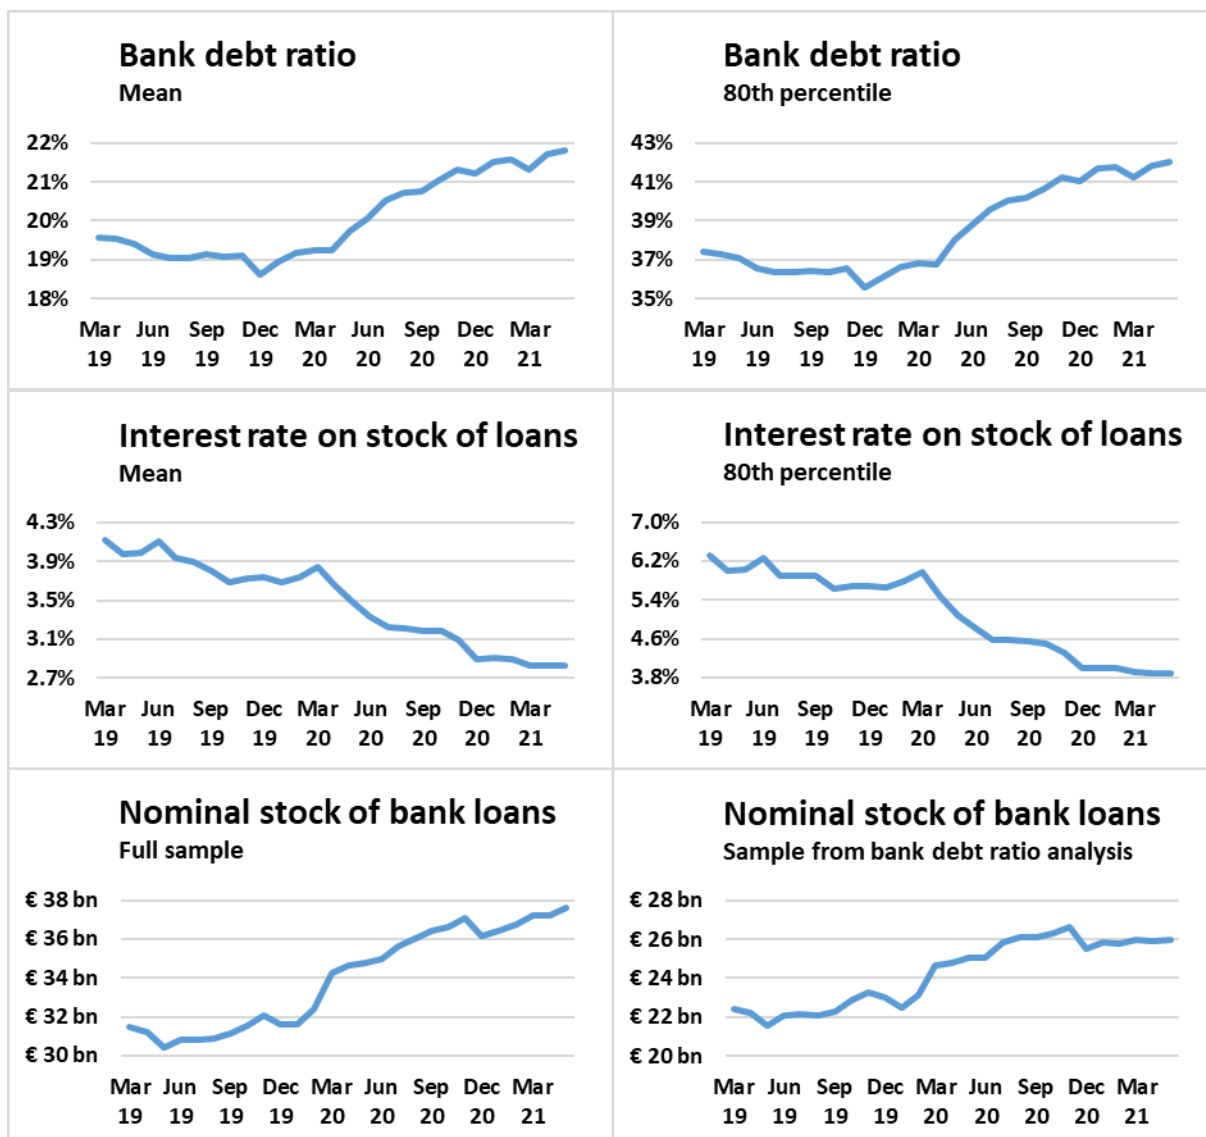 Bank debt ratio
Mean
22%
21%
20%
19%
18%
Mar Jun Sep Dec Mar Jun Sep Dec Mar
19 19 19 19 20 20 20 20 21
Bank debt ratio
80th percentile
43%
41%
39%
37%
35%
Mar Jun Sep Dec Mar Jun Sep Dec Mar
19 19 19 19 20 20 20 20 21
Interest rate on stock of loans
Mean
4.3%
3.9%
3.5%
3.1%
2.7%
Mar Jun Sep Dec Mar Jun Sep Dec Mar
19 19 19 19 20 20 20 20 21
Interest rate on stock of loans
80th percentile
7.0%
6.2%
5.4%
4.6%
3.8%
Mar Jun Sep Dec Mar Jun Sep Dec Mar
19 19 19 19 20 20 20 20 21
Nominal stock of bank loans
Full sample
€ 38 bn
€ 36 bn
€ 34 bn
€ 32 bn
€ 30 bn
Mar Jun Sep Dec Mar Jun Sep Dec Mar
19 19 19 19 20 20 20 20 21
Nominal stock of bank loans
Sample from bank debt ratio analysis
€ 28 bn
€ 26 bn
€ 24 bn
€ 22 bn
€ 20 bn
Mar Jun Sep Dec Mar Jun Sep Dec Mar
19 19 19 19 20 20 20 20 21